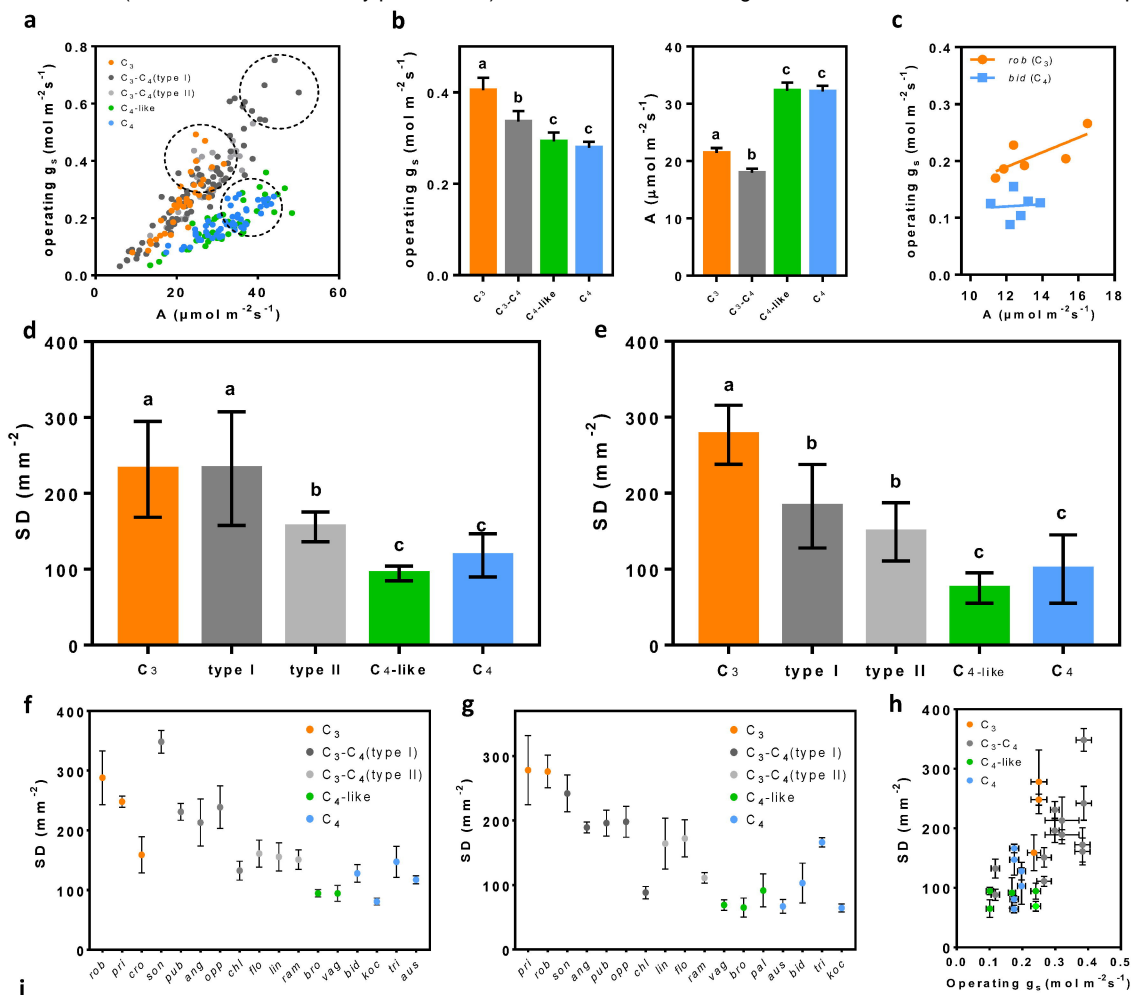 a
operating gs (mol m-2s-1)
0.8
0.6
0.4
0.2
0.0
0
20
40
60
A (µmol m-2s-1)
C3
C3-C4(type I)
C3-C4(type II)
C4-like
C4
b
operating gs (mol m-2s-1)
0.4
0.2
0.0
a
b
c
c
C3
C3-C4
C4-like
C4
A (µmol m-2s-1)
40
30
20
10
0
a
b
c
c
C3
C3-C4
C4-like
C4
c
0.4
0.3
0.2
0.1
0.0
rob (C3)
bid (C4)
10
12
14
16
18
A (µmol m-2s-1)
d
SD (mm-2)
400
300
200
100
0
a
a
b
c
c
C3
type I
type II
C4-like
C4
e
SD (mm-2)
400
300
200
100
0
a
b
b
c
c
C3
type I
type II
C4-like
C4
f
SD (mm-2)
400
300
200
100
0
C3
C3-C4(type I)
C3-C4(type II)
C4-like
C4
rob pri cro son pub ang opp chl flo lin ram bro vag bid koc tri aus
g
SD (mm-2)
300
200
100
0
C3
C3-C4(type I)
C3-C4(type II)
C4-like
C4
pri rob son ang pub opp chl lin flo ram vag bro pal aus bid tri koc
h
SD (mm-2)
400
300
200
100
0
C3
C3-C4
C4-like
C4
0.0 0.1 0.2 0.3 0.4 0.5
Operating gs (mol m-2s-1)
i